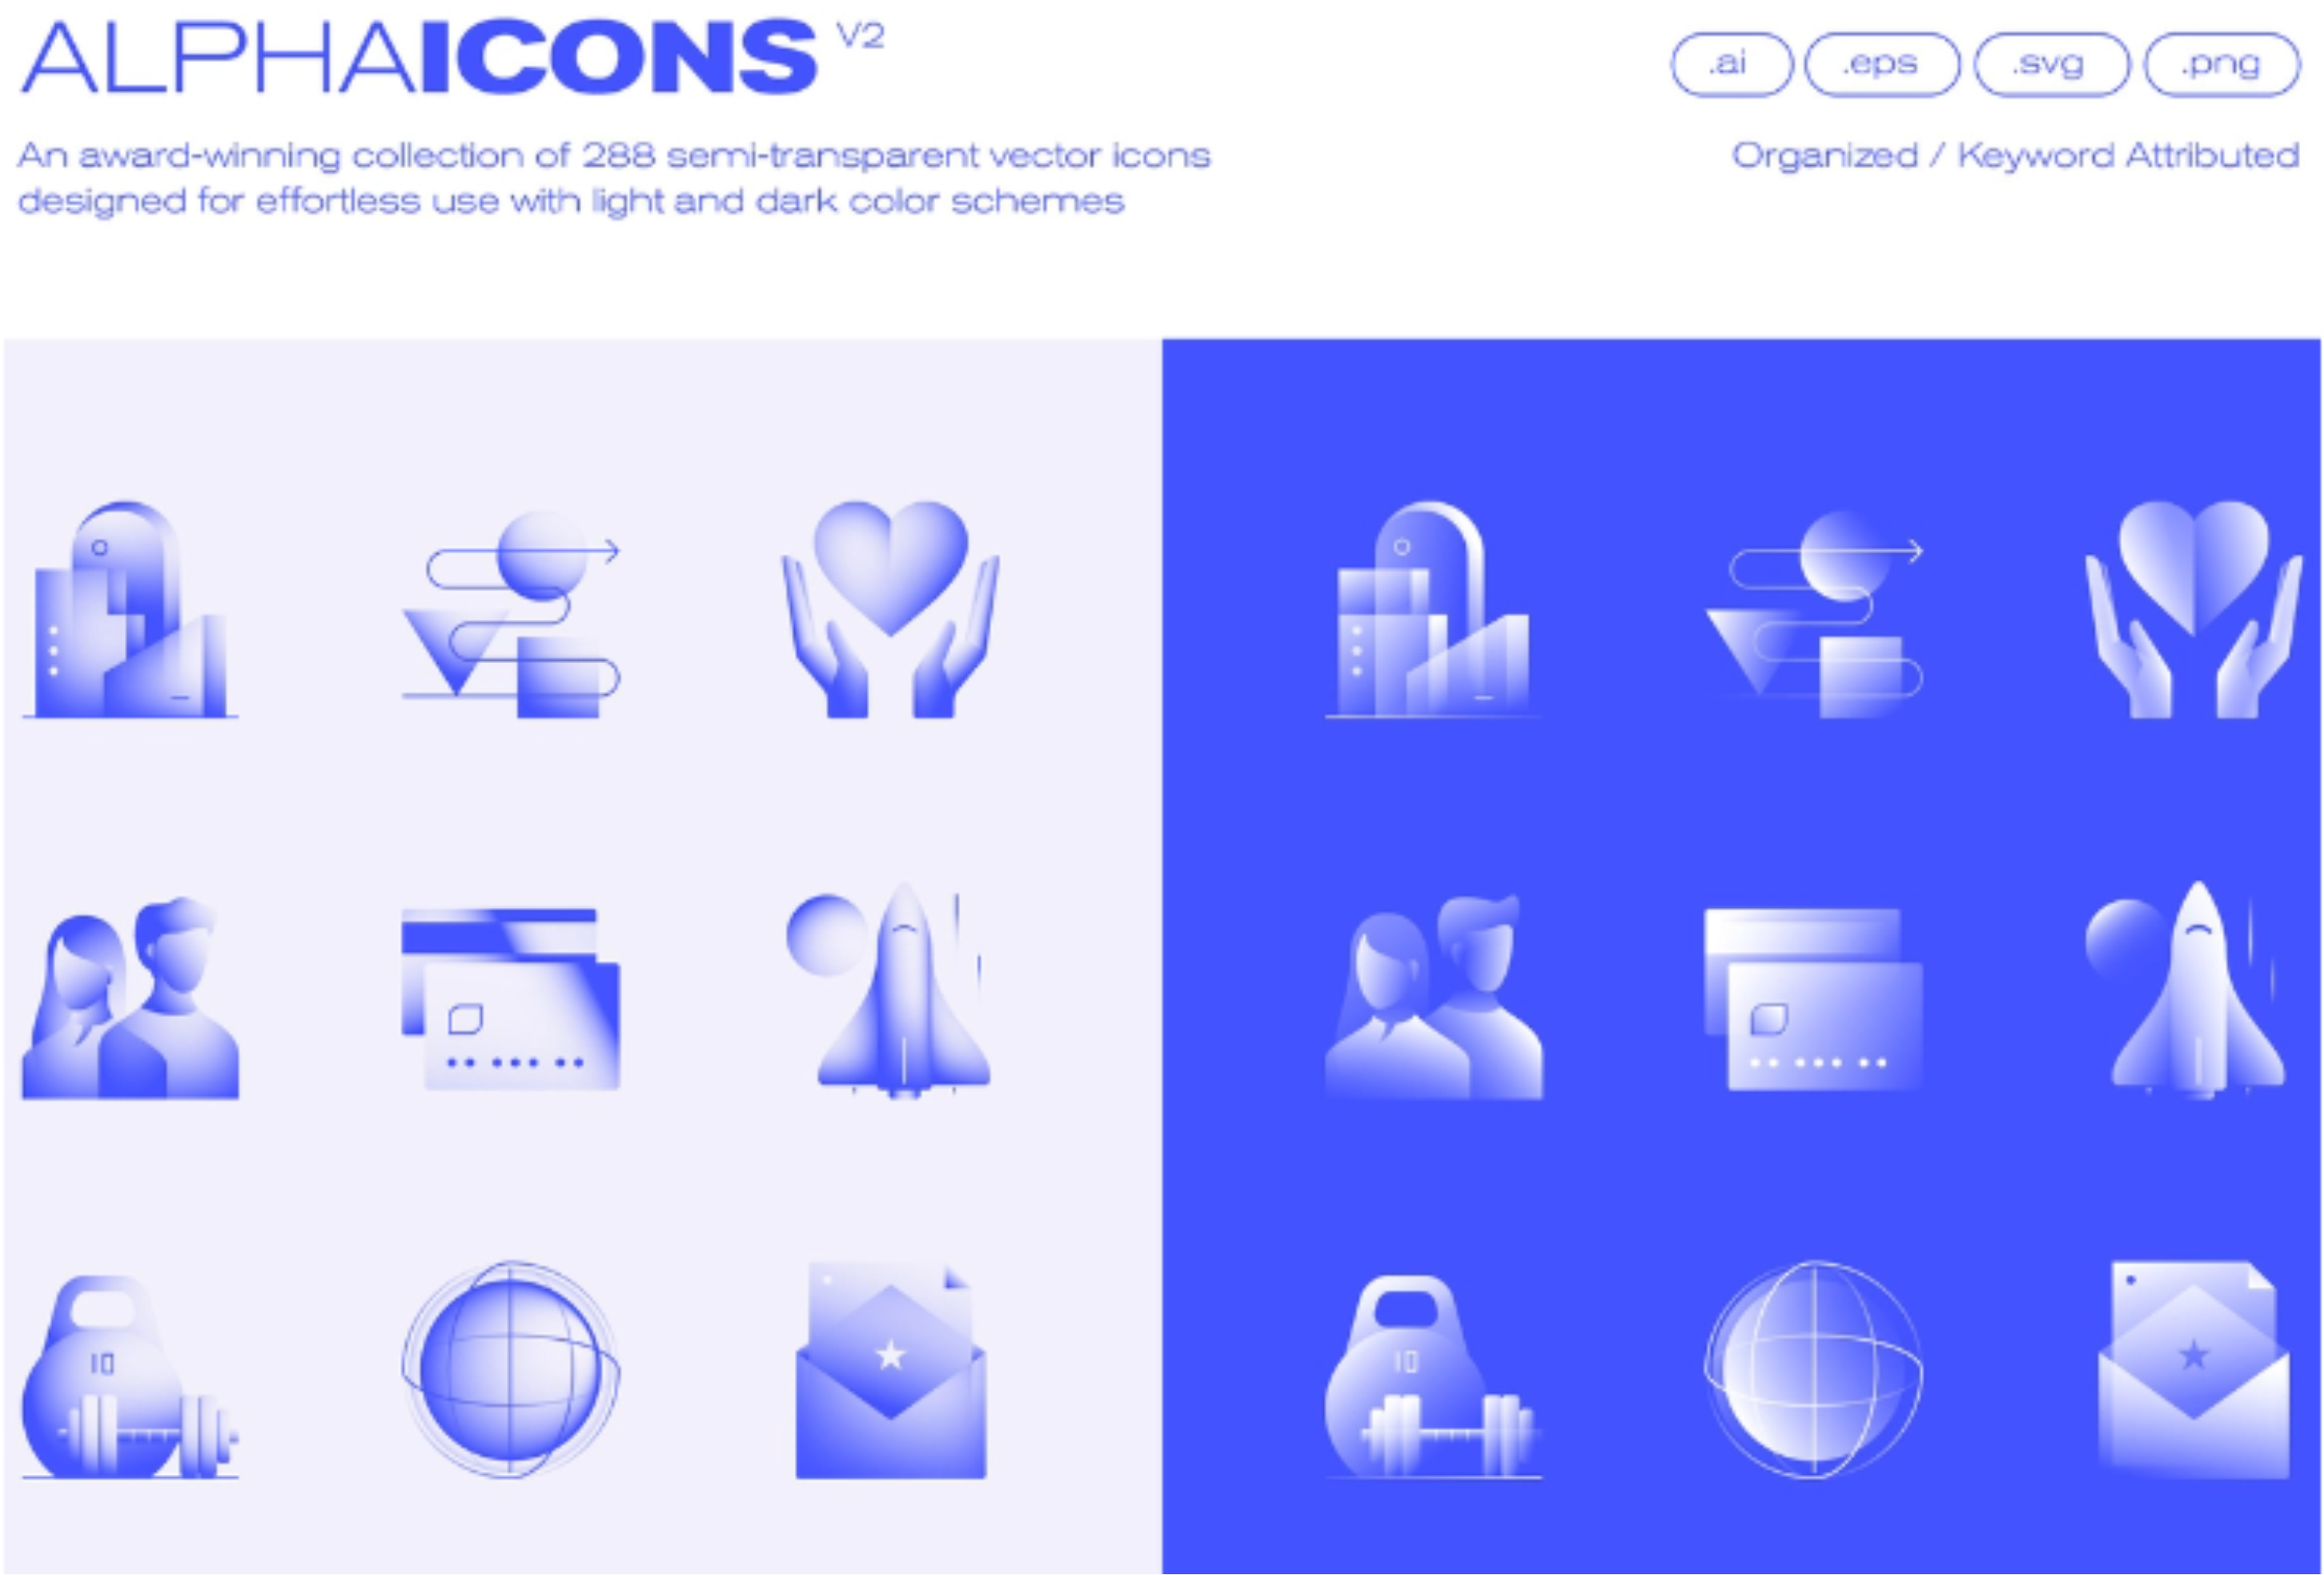 ALPHAICONS V2
.ai .eps .svg .png
An award-winning collection of 288 semi-transparent vector icons
designed for effortless use with light and dark color schemes
Organized / Keyword Attributed
10
10